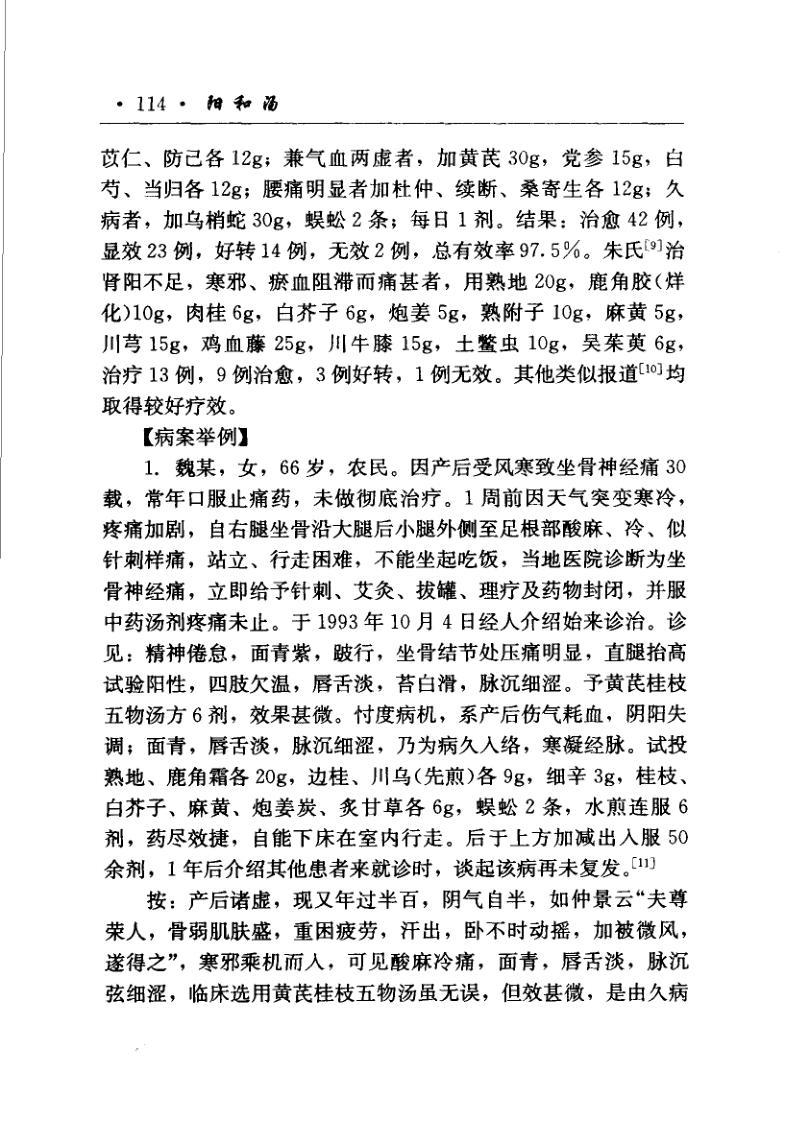 · 114 · 阳和汤
苡仁、防己各 12g；兼气血两虚者，加黄芪 30g，党参 15g，白
芍、当归各 12g；腰痛明显者加杜仲、续断、桑寄生各 12g；久
病者，加乌梢蛇 30g，蜈蚣 2 条；每日 1 剂。结果：治愈 42 例，
显效 23 例，好转 14 例，无效 2 例，总有效率 97.5%。朱氏[9]治
肾阳不足，寒邪、瘀血阻滞而痛甚者，用熟地 20g，鹿角胶（烊
化）10g，肉桂 6g，白芥子 6g，炮姜 5g，熟附子 10g，麻黄 5g，
川芎 15g，鸡血藤 25g，川牛膝 15g，土鳖虫 10g，吴茱萸 6g，
治疗 13 例，9 例治愈，3 例好转，1 例无效。其他类似报道[10]均
取得较好疗效。
【病案举例】
1. 魏某，女，66 岁，农民。因产后受风寒致坐骨神经痛 30
载，常年口服止痛药，未做彻底治疗。1 周前因天气突变寒冷，
疼痛加剧，自右腿坐骨沿大腿后小腿外侧至足根部酸麻、冷、似
针刺样痛，站立、行走困难，不能坐起吃饭，当地医院诊断为坐
骨神经痛，立即给予针刺、艾灸、拔罐、理疗及药物封闭，并服
中药汤剂疼痛未止。于 1993 年 10 月 4 日经人介绍始来诊治。诊
见：精神倦怠，面青紫，跛行，坐骨结节处压痛明显，直腿抬高
试验阳性，四肢欠温，唇舌淡，苔白滑，脉沉细涩。予黄芪桂枝
五物汤方 6 剂，效果甚微。忖度病机，系产后伤气耗血，阴阳失
调；面青，唇舌淡，脉沉细涩，乃为病久入络，寒凝经脉。试投
熟地、鹿角霜各 20g，边桂、川乌（先煎）各 9g，细辛 3g，桂枝、
白芥子、麻黄、炮姜炭、炙甘草各 6g，蜈蚣 2 条，水煎连服 6
剂，药尽效捷，自能下床在室内行走。后于上方加减出入服 50
余剂，1 年后介绍其他患者来就诊时，谈起该病再未复发。[11]
按：产后诸虚，现又年过半百，阴气自半，如仲景云“夫尊
荣人，骨弱肌肤盛，重困疲劳，汗出，卧不时动摇，加被微风，
遂得之”，寒邪乘机而人，可见酸麻冷痛，面青，唇舌淡，脉沉
弦细涩，临床选用黄芪桂枝五物汤虽无误，但效甚微，是由久病